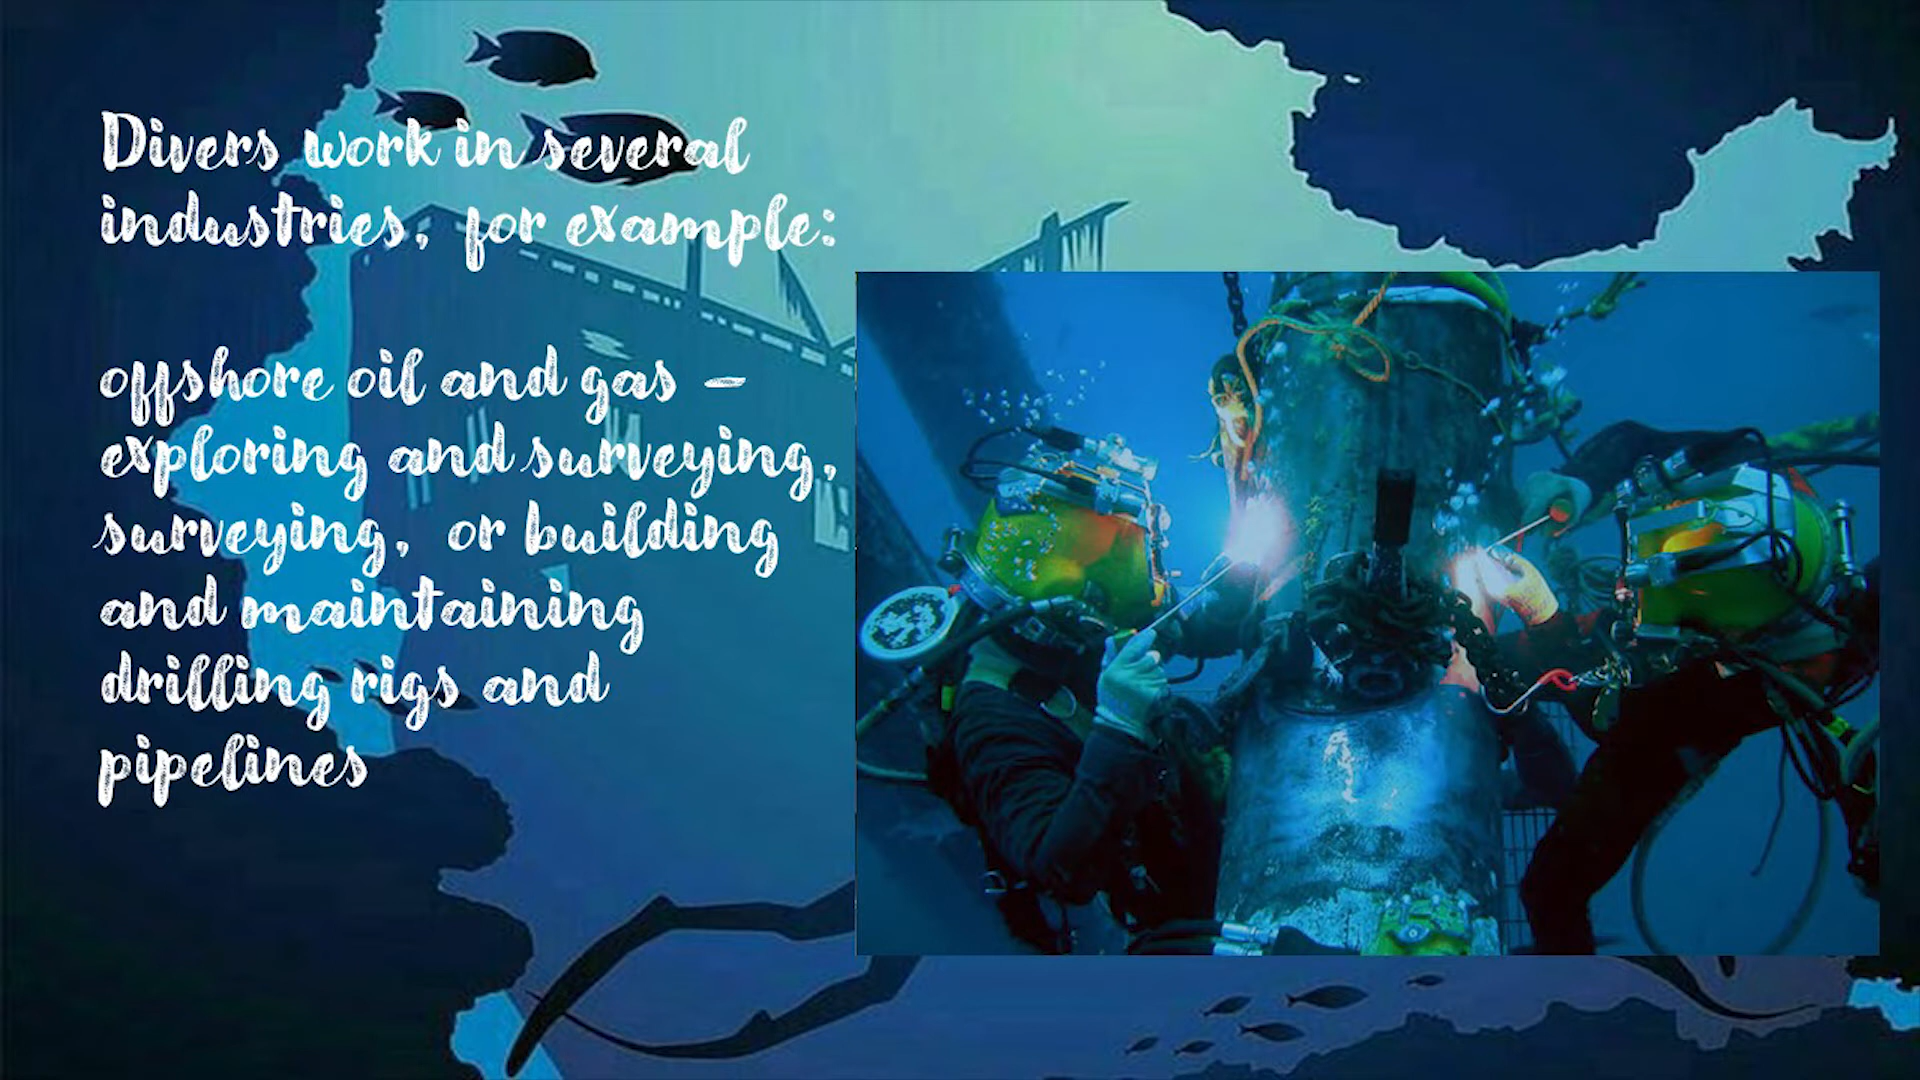 Divers work in several
industries, for example:
offshore oil and gas –
exploring and surveying,
surveying, or building
and maintaining
drilling rigs and
pipelines